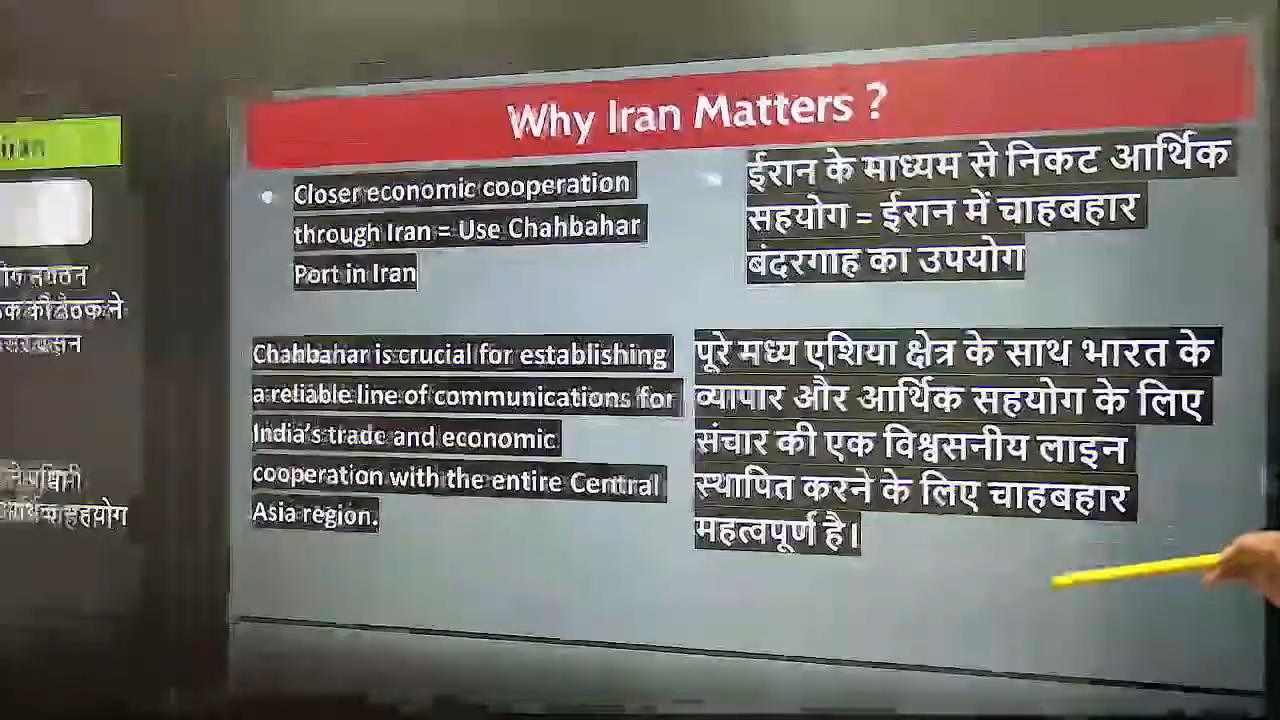 Why Iran Matters ?
Closer economic cooperation
through Iran = Use Chahbahar
Port in Iran
ईरान के माध्यम से निकट आर्थिक
सहयोग = ईरान में चाहबहार
बंदरगाह का उपयोग
Chahbahar is crucial for establishing
a reliable line of communications for
India's trade and economic
cooperation with the entire Central
Asia region.
पूरे मध्य एशिया क्षेत्र के साथ भारत के
व्यापार और आर्थिक सहयोग के लिए
संचार की एक विश्वसनीय लाइन
स्थापित करने के लिए चाहबहार
महत्वपूर्ण है।